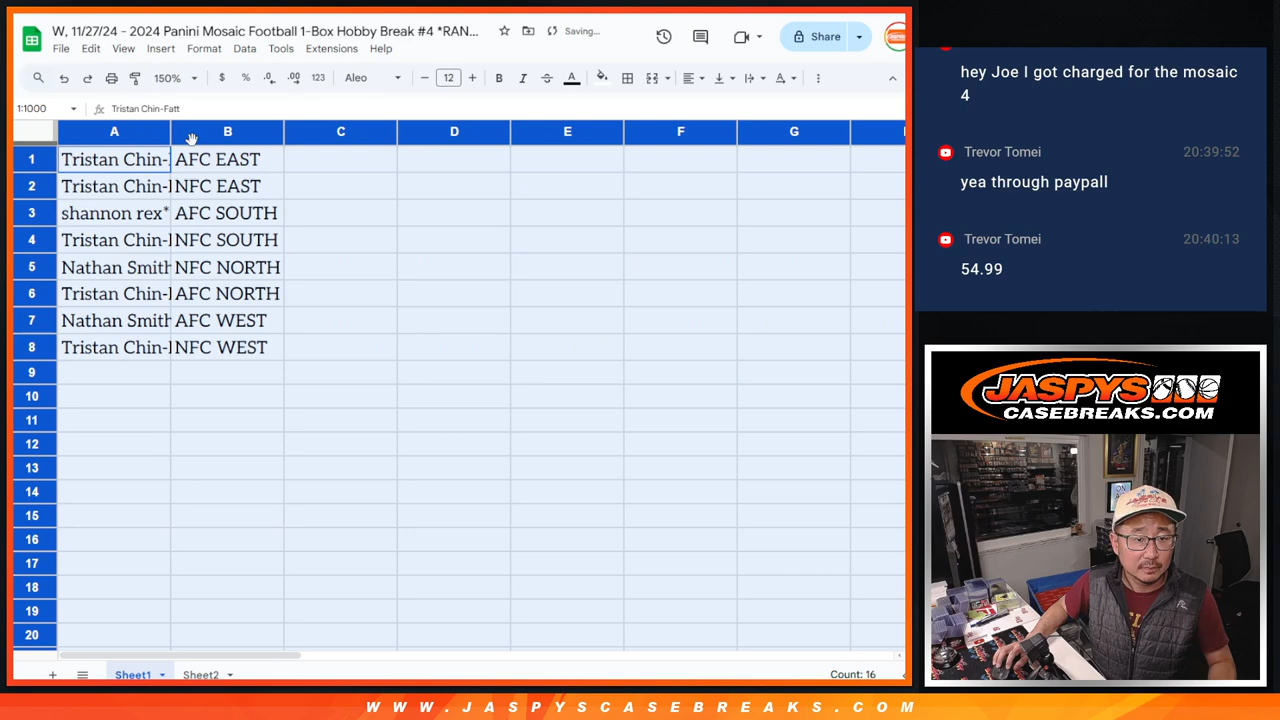 W, 11/27/24 - 2024 Panini Mosaic Football 1-Box Hobby Break #4 *RAN...
Saving...
File Edit View Insert Format Data Tools Extensions Help
Share
150% $ % .0 .00 123 Aleo 12 B I A
1:1000 fx Tristan Chin-Fatt
A B C D E F G
1 Tristan Chin- AFC EAST
2 Tristan Chin- NFC EAST
3 shannon rex* AFC SOUTH
4 Tristan Chin- NFC SOUTH
5 Nathan Smith NFC NORTH
6 Tristan Chin- AFC NORTH
7 Nathan Smith AFC WEST
8 Tristan Chin- NFC WEST
9
10
11
12
13
14
15
16
17
18
19
20
Sheet1 Sheet2 Count: 16
hey Joe I got charged for the mosaic
4
Trevor Tomei 20:39:52
yea through paypall
Trevor Tomei 20:40:13
54.99
JASPYS
CASEBREAKS.COM
WWW.JASPYSCASEBREAKS.COM